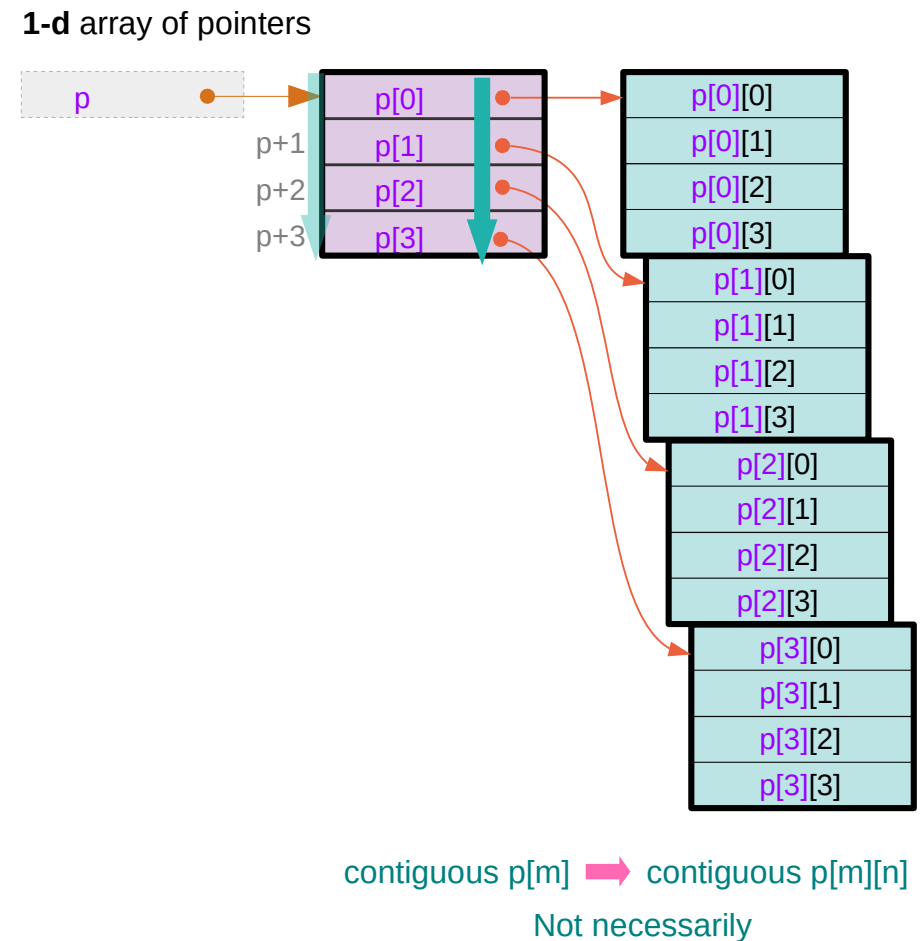 1-d array of pointers
p
p[0]
p+1
p[1]
p+2
p[2]
p+3
p[3]
p[0][0]
p[0][1]
p[0][2]
p[0][3]
p[1][0]
p[1][1]
p[1][2]
p[1][3]
p[2][0]
p[2][1]
p[2][2]
p[2][3]
p[3][0]
p[3][1]
p[3][2]
p[3][3]
contiguous p[m] contiguous p[m][n]
Not necessarily